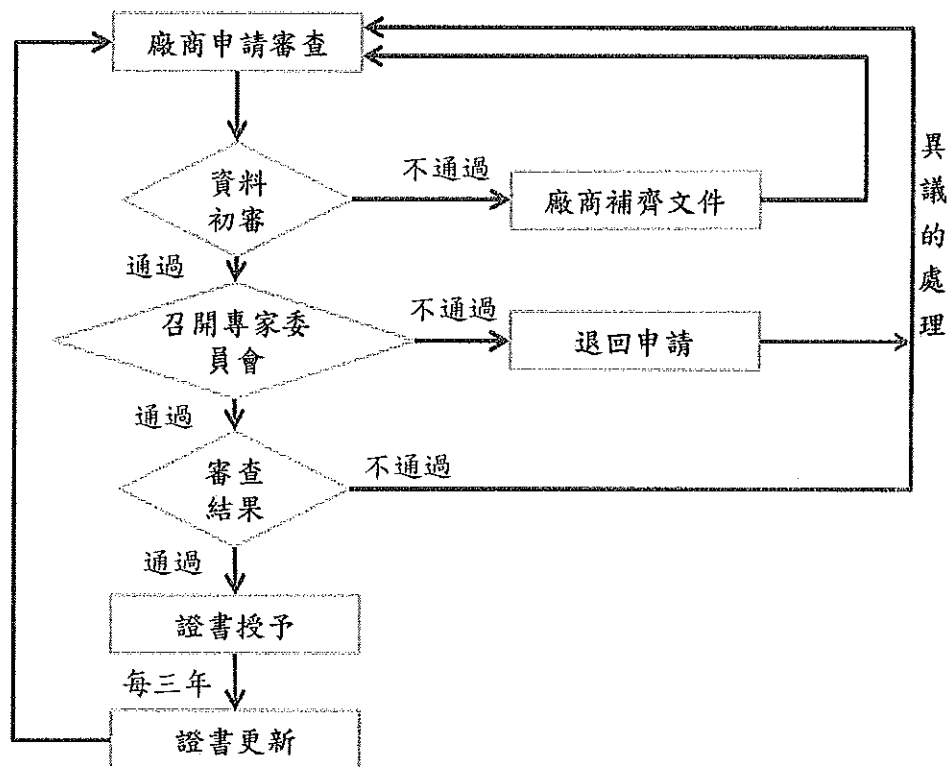 廠商申請審查
資料
初審
不通過
廠商補齊文件
通過
召開專家委
員會
不通過
退回申請
異議的處理
通過
審查
結果
不通過
通過
證書授予
每三年
證書更新